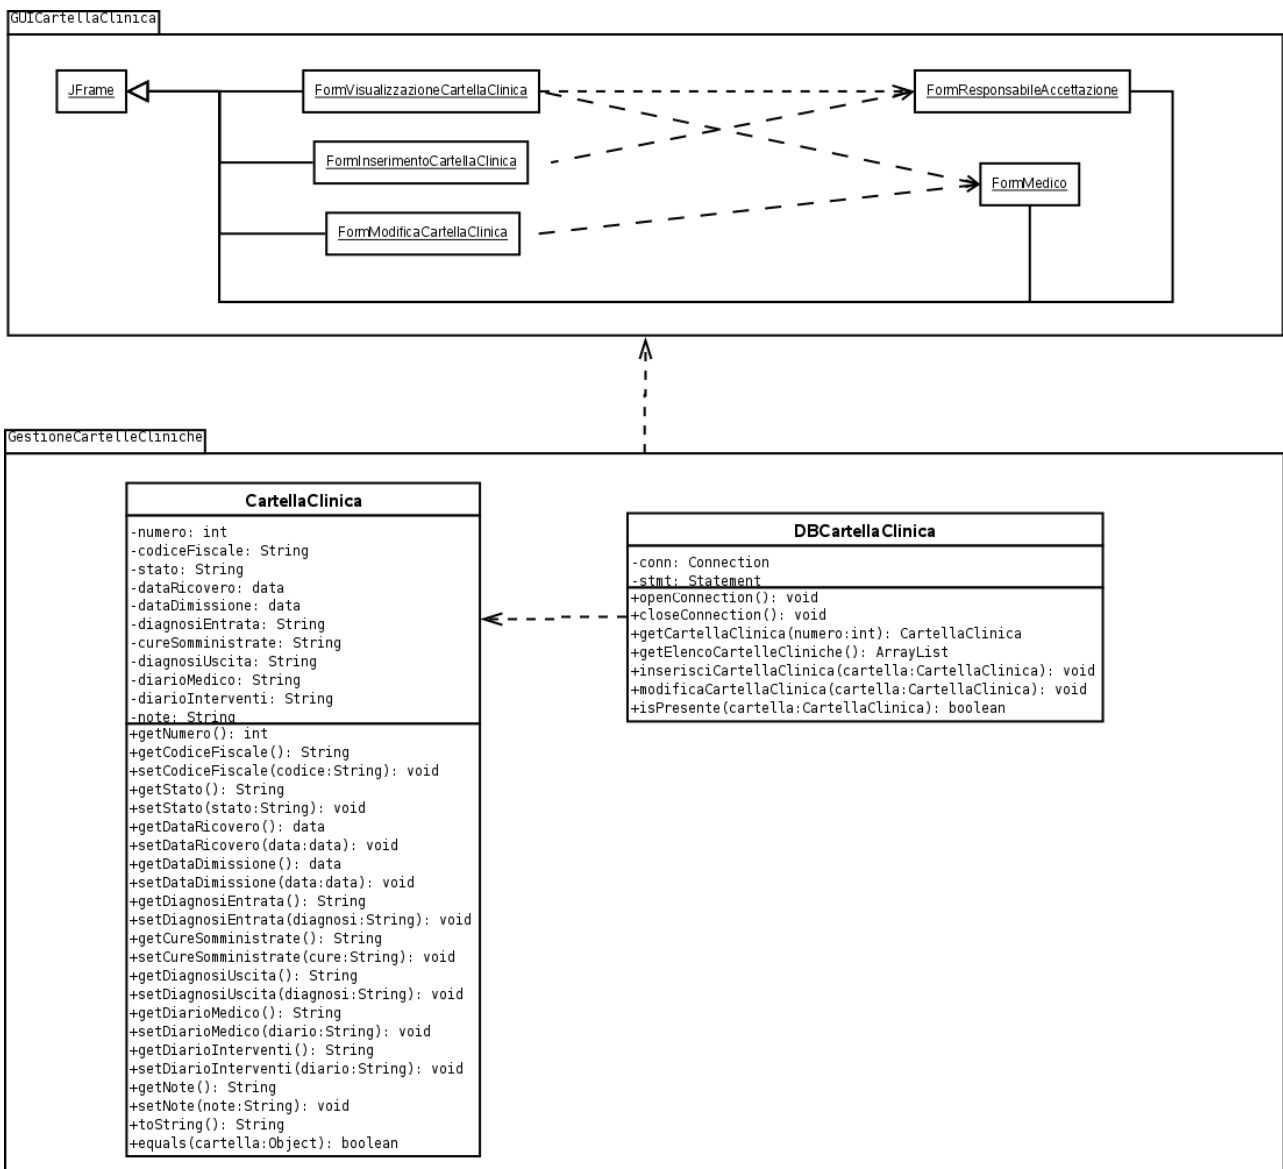 GUICartellaClinica
JFrame
FormVisualizzazioneCartellaClinica
FormResponsabileAccettazione
FormInserimentoCartellaClinica
FormMedico
FormModificaCartellaClinica
GestioneCartelleCliniche
CartellaClinica
-numero: int
-codiceFiscale: String
-stato: String
-dataRicovero: data
-dataDimissione: data
-diagnosiEntrata: String
-cureSomministrate: String
-diagnosiUscita: String
-diarioMedico: String
-diarioInterventi: String
-note: String
+getNumero(): int
+getCodiceFiscale(): String
+setCodiceFiscale(codice:String): void
+getStato(): String
+setStato(stato:String): void
+getDataRicovero(): data
+setDataRicovero(data:data): void
+getDataDimissione(): data
+setDataDimissione(data:data): void
+getDiagnosiEntrata(): String
+setDiagnosiEntrata(diagnosi:String): void
+getCureSomministrate(): String
+setCureSomministrate(cure:String): void
+getDiagnosiUscita(): String
+setDiagnosiUscita(diagnosi:String): void
+getDiarioMedico(): String
+setDiarioMedico(diario:String): void
+getDiarioInterventi(): String
+setDiarioInterventi(diario:String): void
+getNote(): String
+setNote(note:String): void
+toString(): String
+equals(cartella:Object): boolean
DBCartellaClinica
-conn: Connection
-stmt: Statement
+openConnection(): void
+closeConnection(): void
+getCartellaClinica(numero:int): CartellaClinica
+getElencoCartelleCliniche(): ArrayList
+inserisciCartellaClinica(cartella:CartellaClinica): void
+modificaCartellaClinica(cartella:CartellaClinica): void
+isPresente(cartella:CartellaClinica): boolean